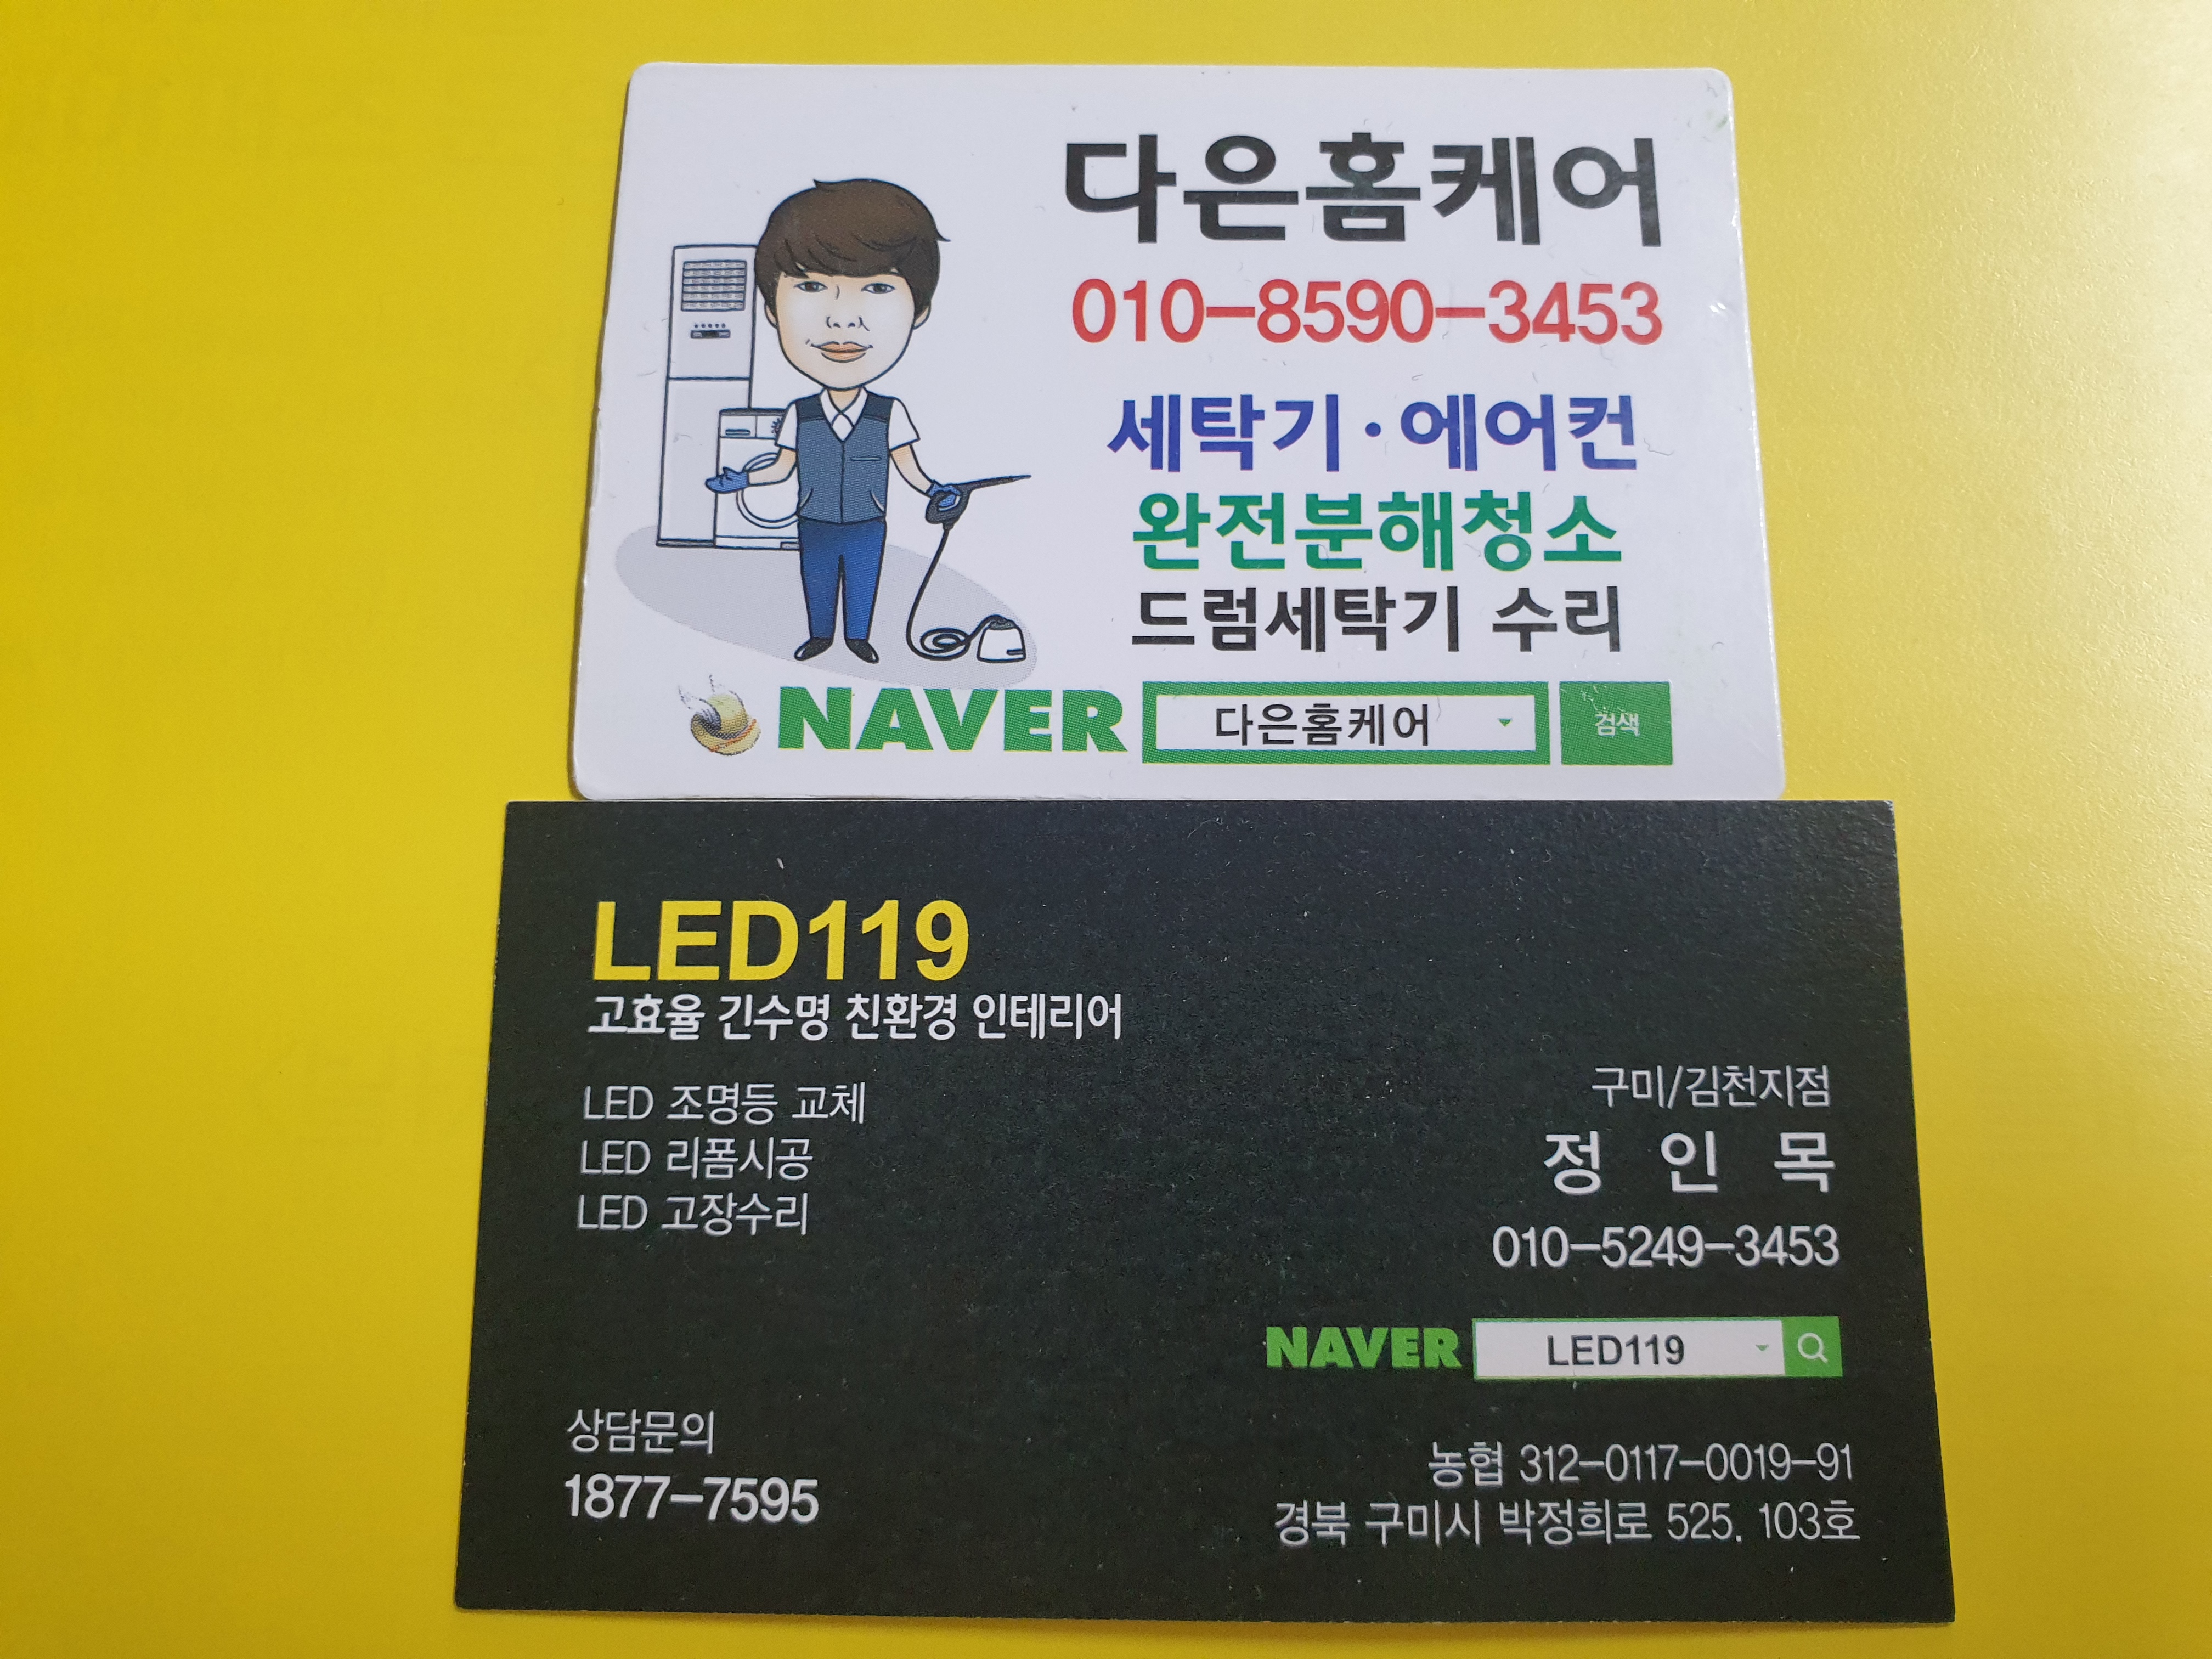 다은홈케어
010-8590-3453
세탁기·에어컨
완전분해청소
드럼세탁기 수리
NAVER 다은홈케어 검색
LED119
고효율 긴수명 친환경 인테리어
LED 조명등 교체
LED 리폼시공
LED 고장수리
구미/김천지점
정 인 목
010-5249-3453
NAVER LED119
상담문의
1877-7595
농협 312-0117-0019-91
경북 구미시 박정희로 525. 103호